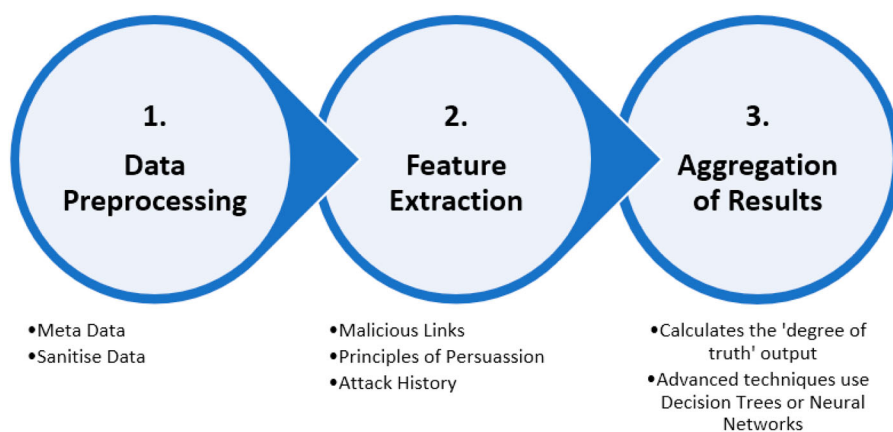 1.
Data
Preprocessing
•Meta Data
•Sanitise Data
2.
Feature
Extraction
•Malicious Links
•Principles of Persuassion
•Attack History
3.
Aggregation
of Results
•Calculates the 'degree of
truth' output
•Advanced techniques use
Decision Trees or Neural
Networks